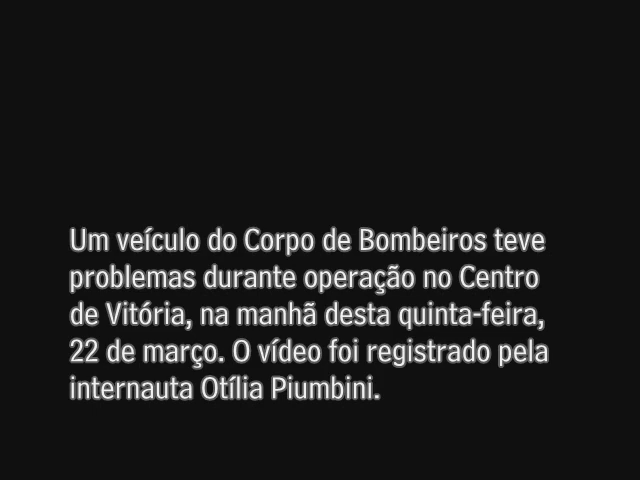 Um veículo do Corpo de Bombeiros teve
problemas durante operação no Centro
de Vitória, na manhã desta quinta-feira,
22 de março. O vídeo foi registrado pela
internauta Otília Piumbini.